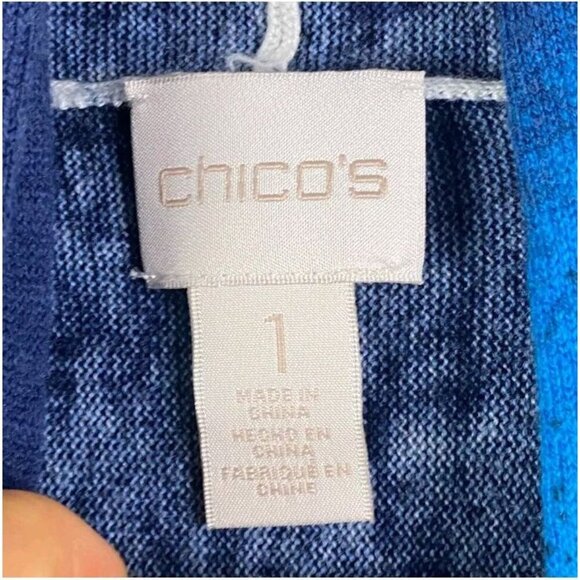 chico's
1
MADE IN
CHINA
HECHO EN
CHINA
FABRIQUÉ EN
CHINE